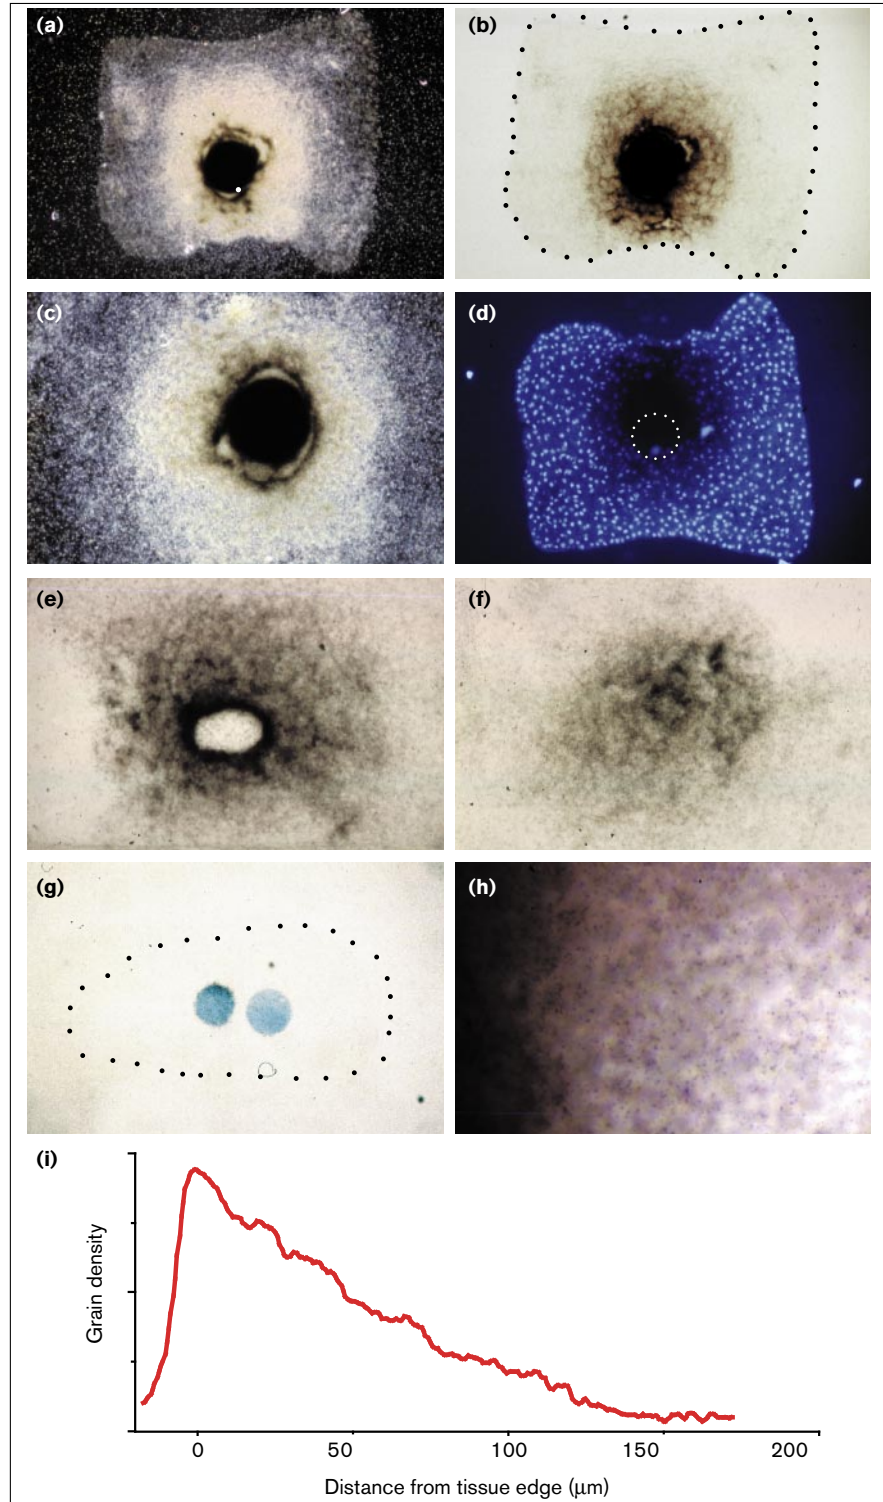 (a)
(b)
(c)
(d)
(e)
(f)
(g)
(h)
(i)
Grain density
0 50 100 150 200
Distance from tissue edge (μm)